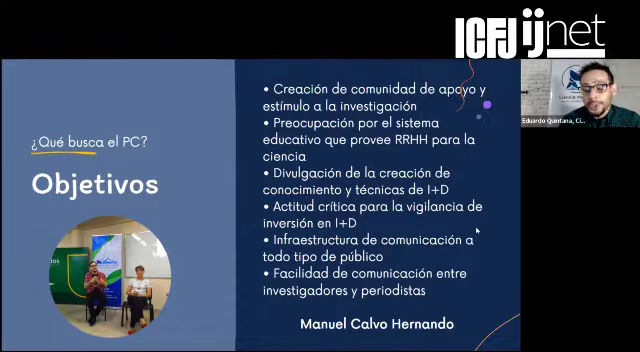 ICFJ ijnet
¿Qué busca el PC?
Objetivos
• Creación de comunidad de apoyo y
estímulo a la investigación
• Preocupación por el sistema
educativo que provee RRHH para la
ciencia
• Divulgación de la creación de
conocimiento y técnicas de I+D
• Actitud crítica para la vigilancia de
inversión en I+D
• Infraestructura de comunicación a
todo tipo de público
• Facilidad de comunicación entre
investigadores y periodistas
Manuel Calvo Hernando
Eduardo Quintana, Ci...